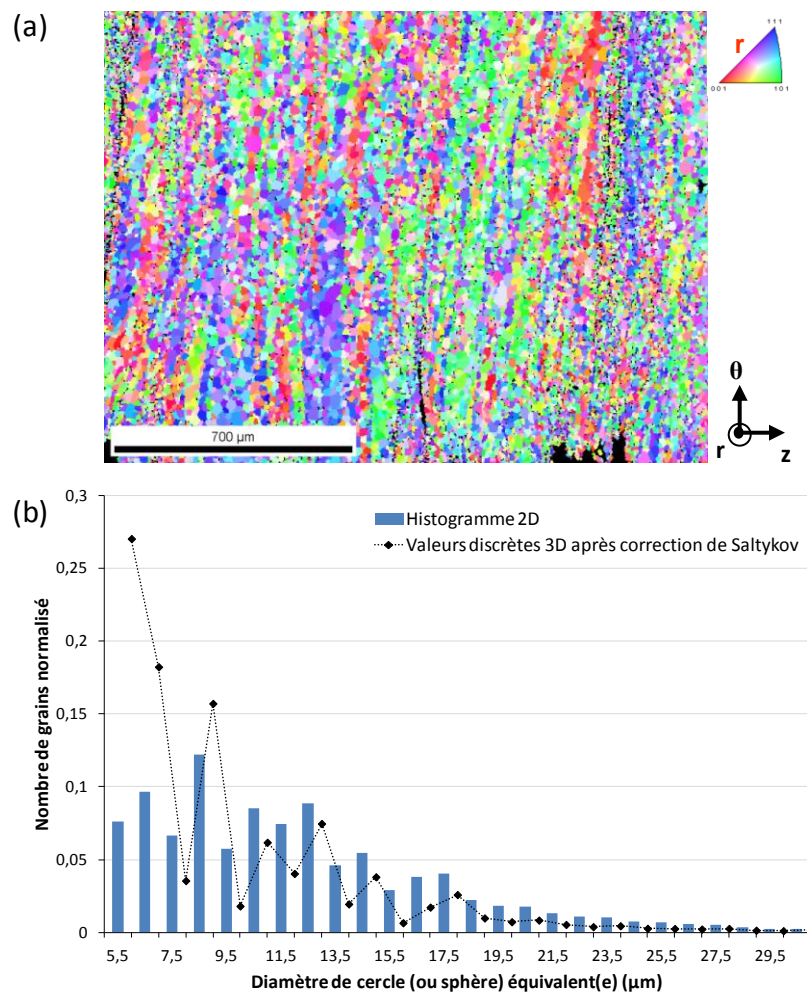 (a)
r
111
001
101
700 µm
θ
r
z
(b)
0,3
0,25
0,2
0,15
0,1
0,05
0
Nombre de grains normalisé
Histogramme 2D
Valeurs discrètes 3D après correction de Saltykov
5,5 7,5 9,5 11,5 13,5 15,5 17,5 19,5 21,5 23,5 25,5 27,5 29,5
Diamètre de cercle (ou sphère) équivalent(e) (µm)